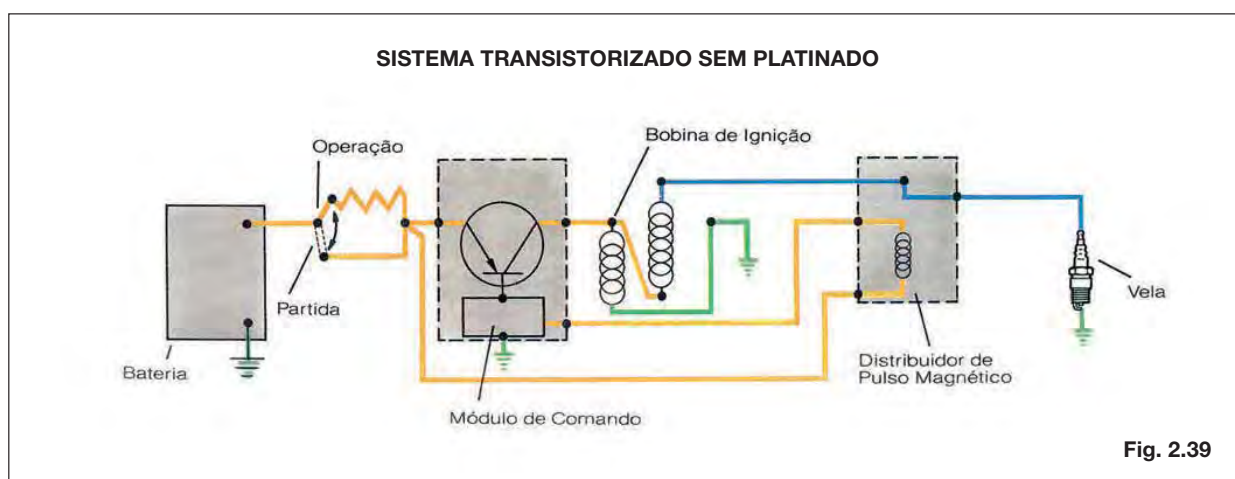 SISTEMA TRANSISTORIZADO SEM PLATINADO
Bobina de Ignição
Operação
Partida
Vela
Bateria
Distribuidor de
Pulso Magnético
Módulo de Comando
Fig. 2.39